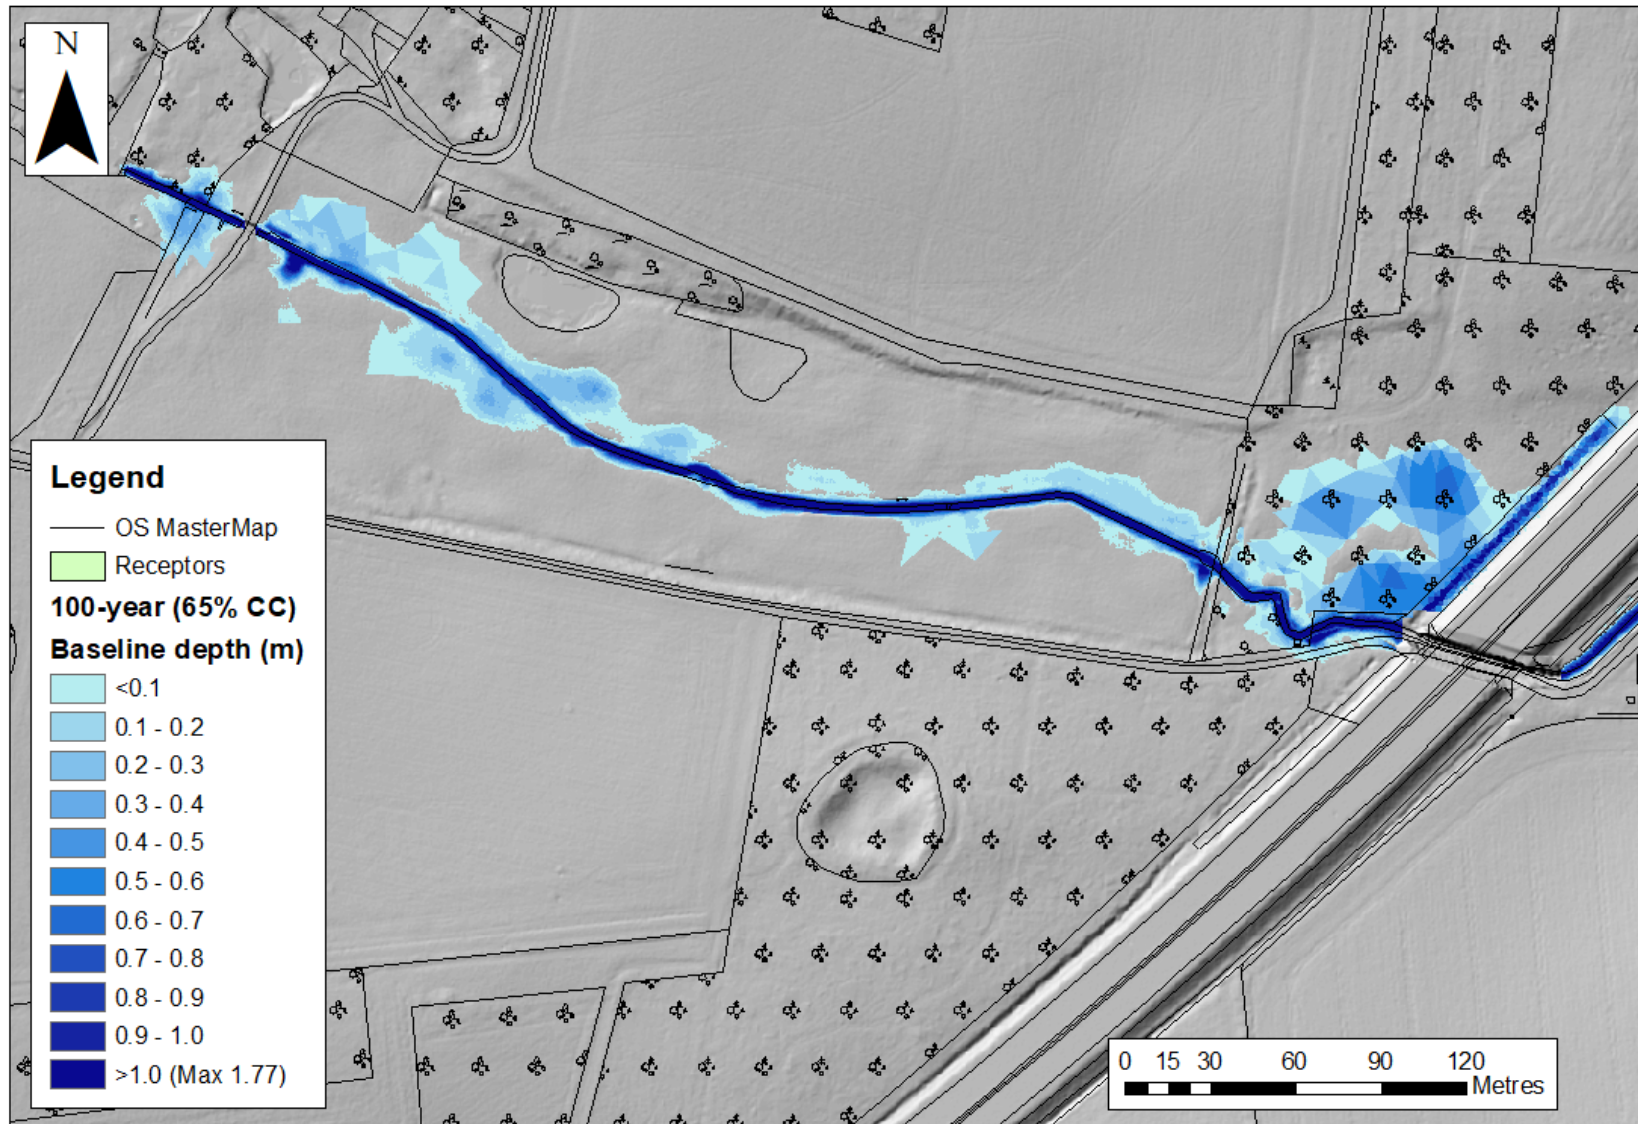 N
Legend
OS MasterMap
Receptors
100-year (65% CC)
Baseline depth (m)
<0.1
0.1 - 0.2
0.2 - 0.3
0.3 - 0.4
0.4 - 0.5
0.5 - 0.6
0.6 - 0.7
0.7 - 0.8
0.8 - 0.9
0.9 - 1.0
>1.0 (Max 1.77)
0 15 30 60 90 120
Metres